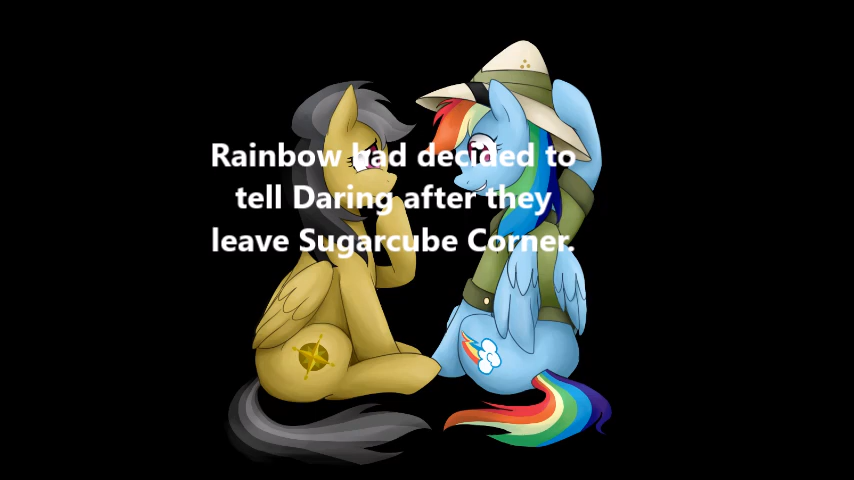 Rainbow had decided to
tell Daring after they
leave Sugarcube Corner.